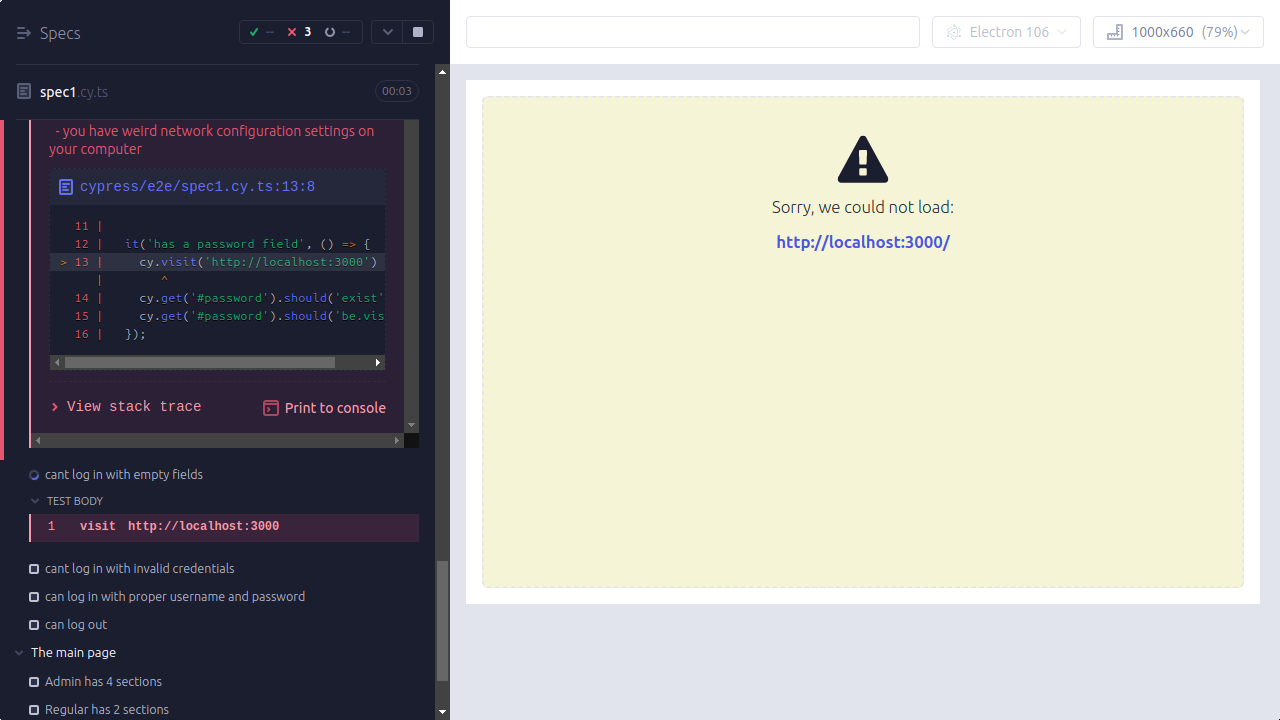 Specs
-- 3 --
spec1.cy.ts 00:03
- you have weird network configuration settings on
your computer
cypress/e2e/spec1.cy.ts:13:8
11 |
12 | it('has a password field', () => {
> 13 | cy.visit('http://localhost:3000')
| ^
14 | cy.get('#password').should('exist'
15 | cy.get('#password').should('be.vis
16 | });
View stack trace
Print to console
cant log in with empty fields
TEST BODY
1 visit http://localhost:3000
cant log in with invalid credentials
can log in with proper username and password
can log out
The main page
Admin has 4 sections
Regular has 2 sections
Electron 106
1000x660 (79%)
Sorry, we could not load:
http://localhost:3000/